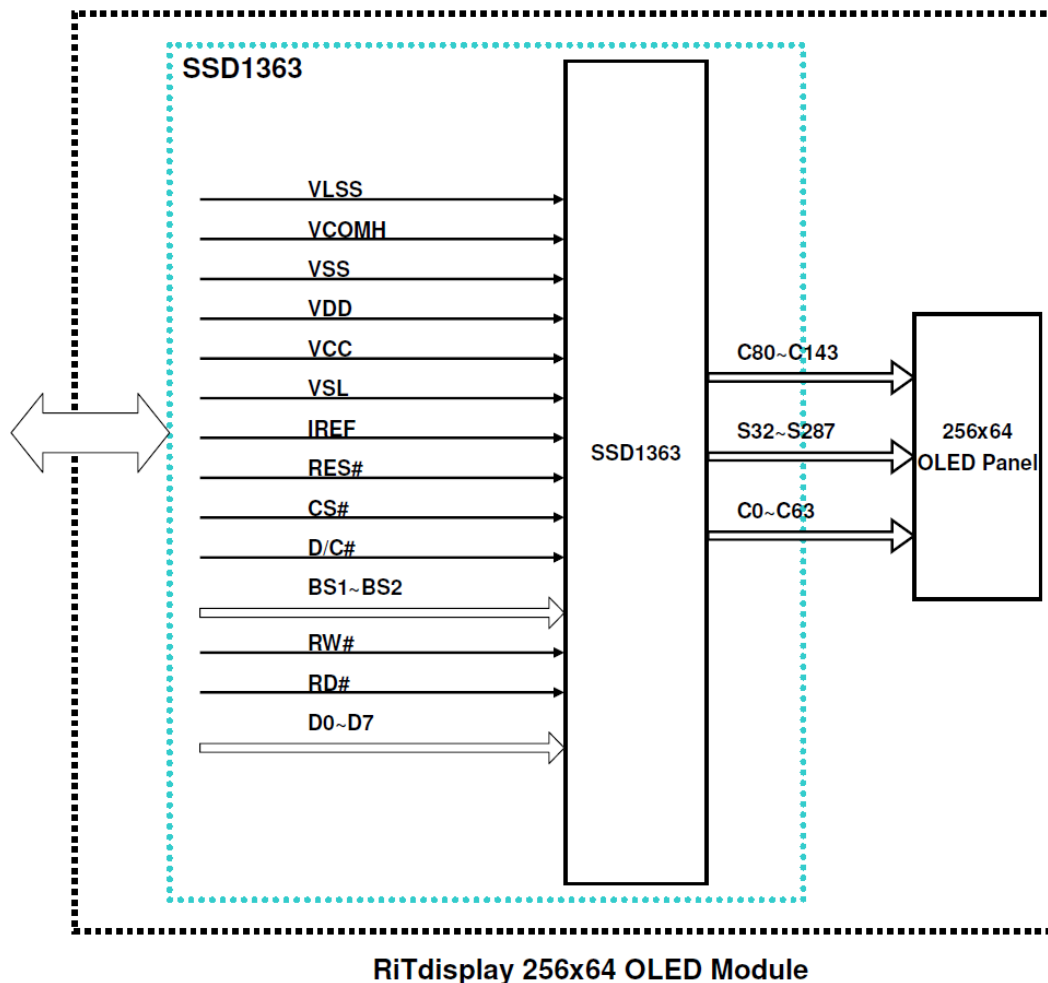 SSD1363
VLSS
VCOMH
VSS
VDD
VCC
VSL
IREF
RES#
CS#
D/C#
BS1~BS2
RW#
RD#
D0~D7
SSD1363
C80~C143
S32~S287
C0~C63
256x64
OLED Panel
RiTdisplay 256x64 OLED Module